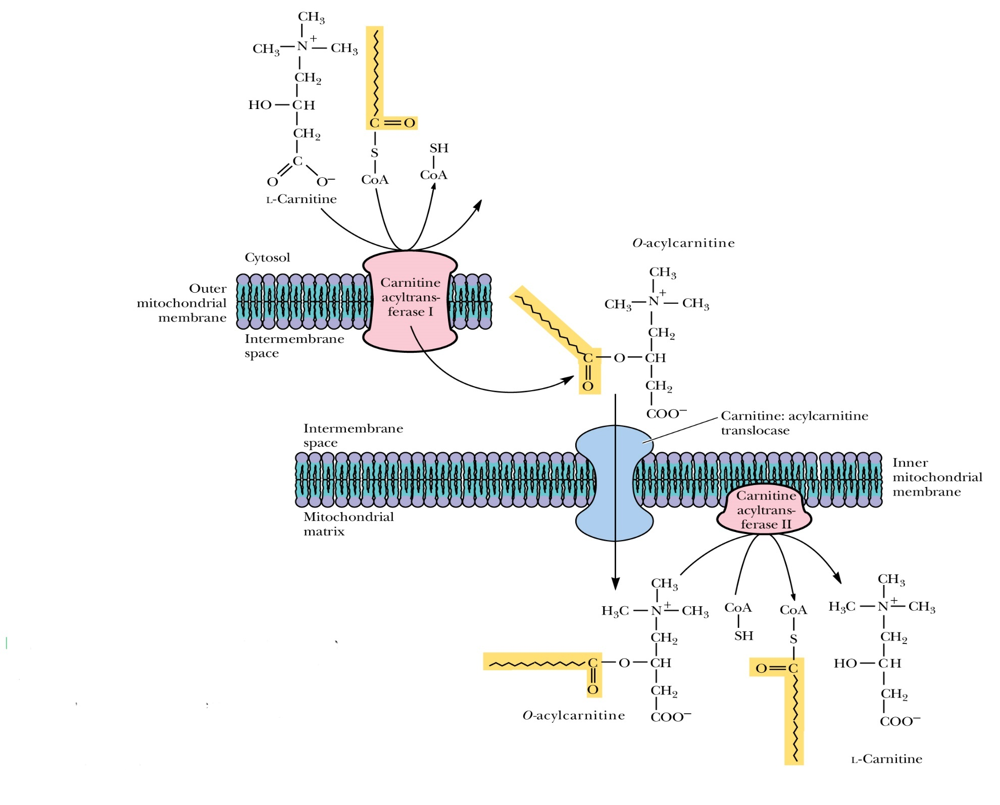 CH₃
CH₃—N⁺—CH₃
CH₂
HO—CH
CH₂
C
O O⁻
L-Carnitine
C=O
S
CoA
SH
CoA
Cytosol
Outer
mitochondrial
membrane
Carnitine
acyltrans-
ferase I
Intermembrane
space
O-acylcarnitine
CH₃
CH₃—N⁺—CH₃
CH₂
C—O—CH
O
CH₂
COO⁻
Carnitine: acylcarnitine
translocase
Intermembrane
space
Inner
mitochondrial
membrane
Carnitine
acyltrans-
ferase II
Mitochondrial
matrix
CH₃
H₃C—N⁺—CH₃
CH₂
C—O—CH
O
CH₂
COO⁻
O-acylcarnitine
CoA
SH
CoA
S
O=C
CH₃
H₃C—N⁺—CH₃
CH₂
HO—CH
CH₂
COO⁻
L-Carnitine